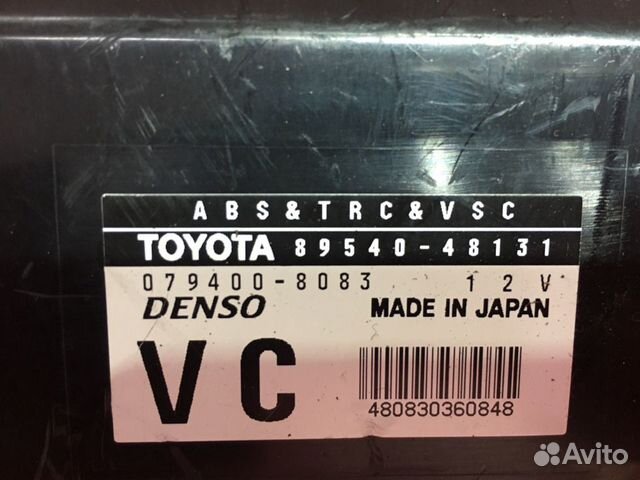 ABS&TRC&VSC
TOYOTA 89540-48131
079400-8083 12V
DENSO MADE IN JAPAN
VC
480830360848
Avito